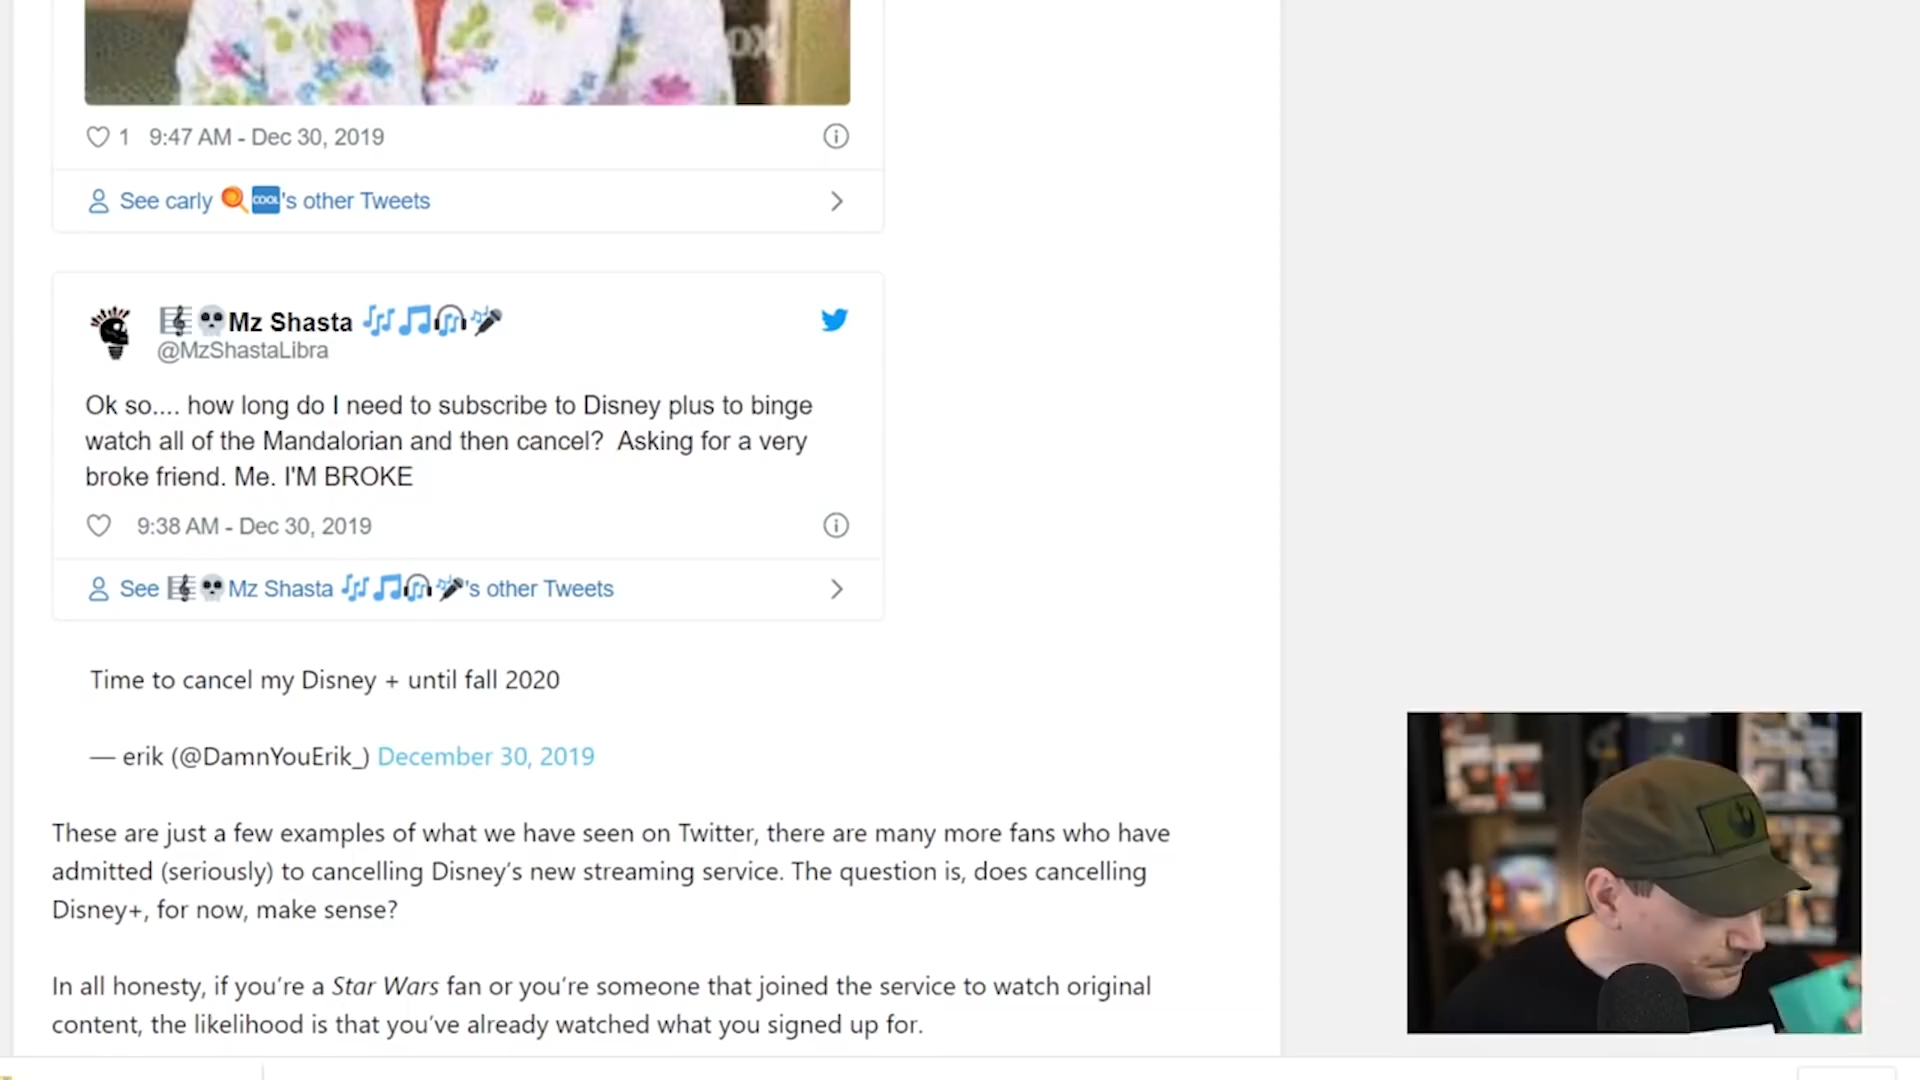 OX
1 9:47 AM - Dec 30, 2019
See carly 🍭🆒's other Tweets
🎼💀Mz Shasta 🎶🎵🎧🎤
@MzShastaLibra
Ok so.... how long do I need to subscribe to Disney plus to binge
watch all of the Mandalorian and then cancel?  Asking for a very
broke friend. Me. I'M BROKE
9:38 AM - Dec 30, 2019
See 🎼💀Mz Shasta 🎶🎵🎧🎤's other Tweets
Time to cancel my Disney + until fall 2020
— erik (@DamnYouErik_) December 30, 2019
These are just a few examples of what we have seen on Twitter, there are many more fans who have
admitted (seriously) to cancelling Disney’s new streaming service. The question is, does cancelling
Disney+, for now, make sense?
In all honesty, if you’re a Star Wars fan or you’re someone that joined the service to watch original
content, the likelihood is that you’ve already watched what you signed up for.